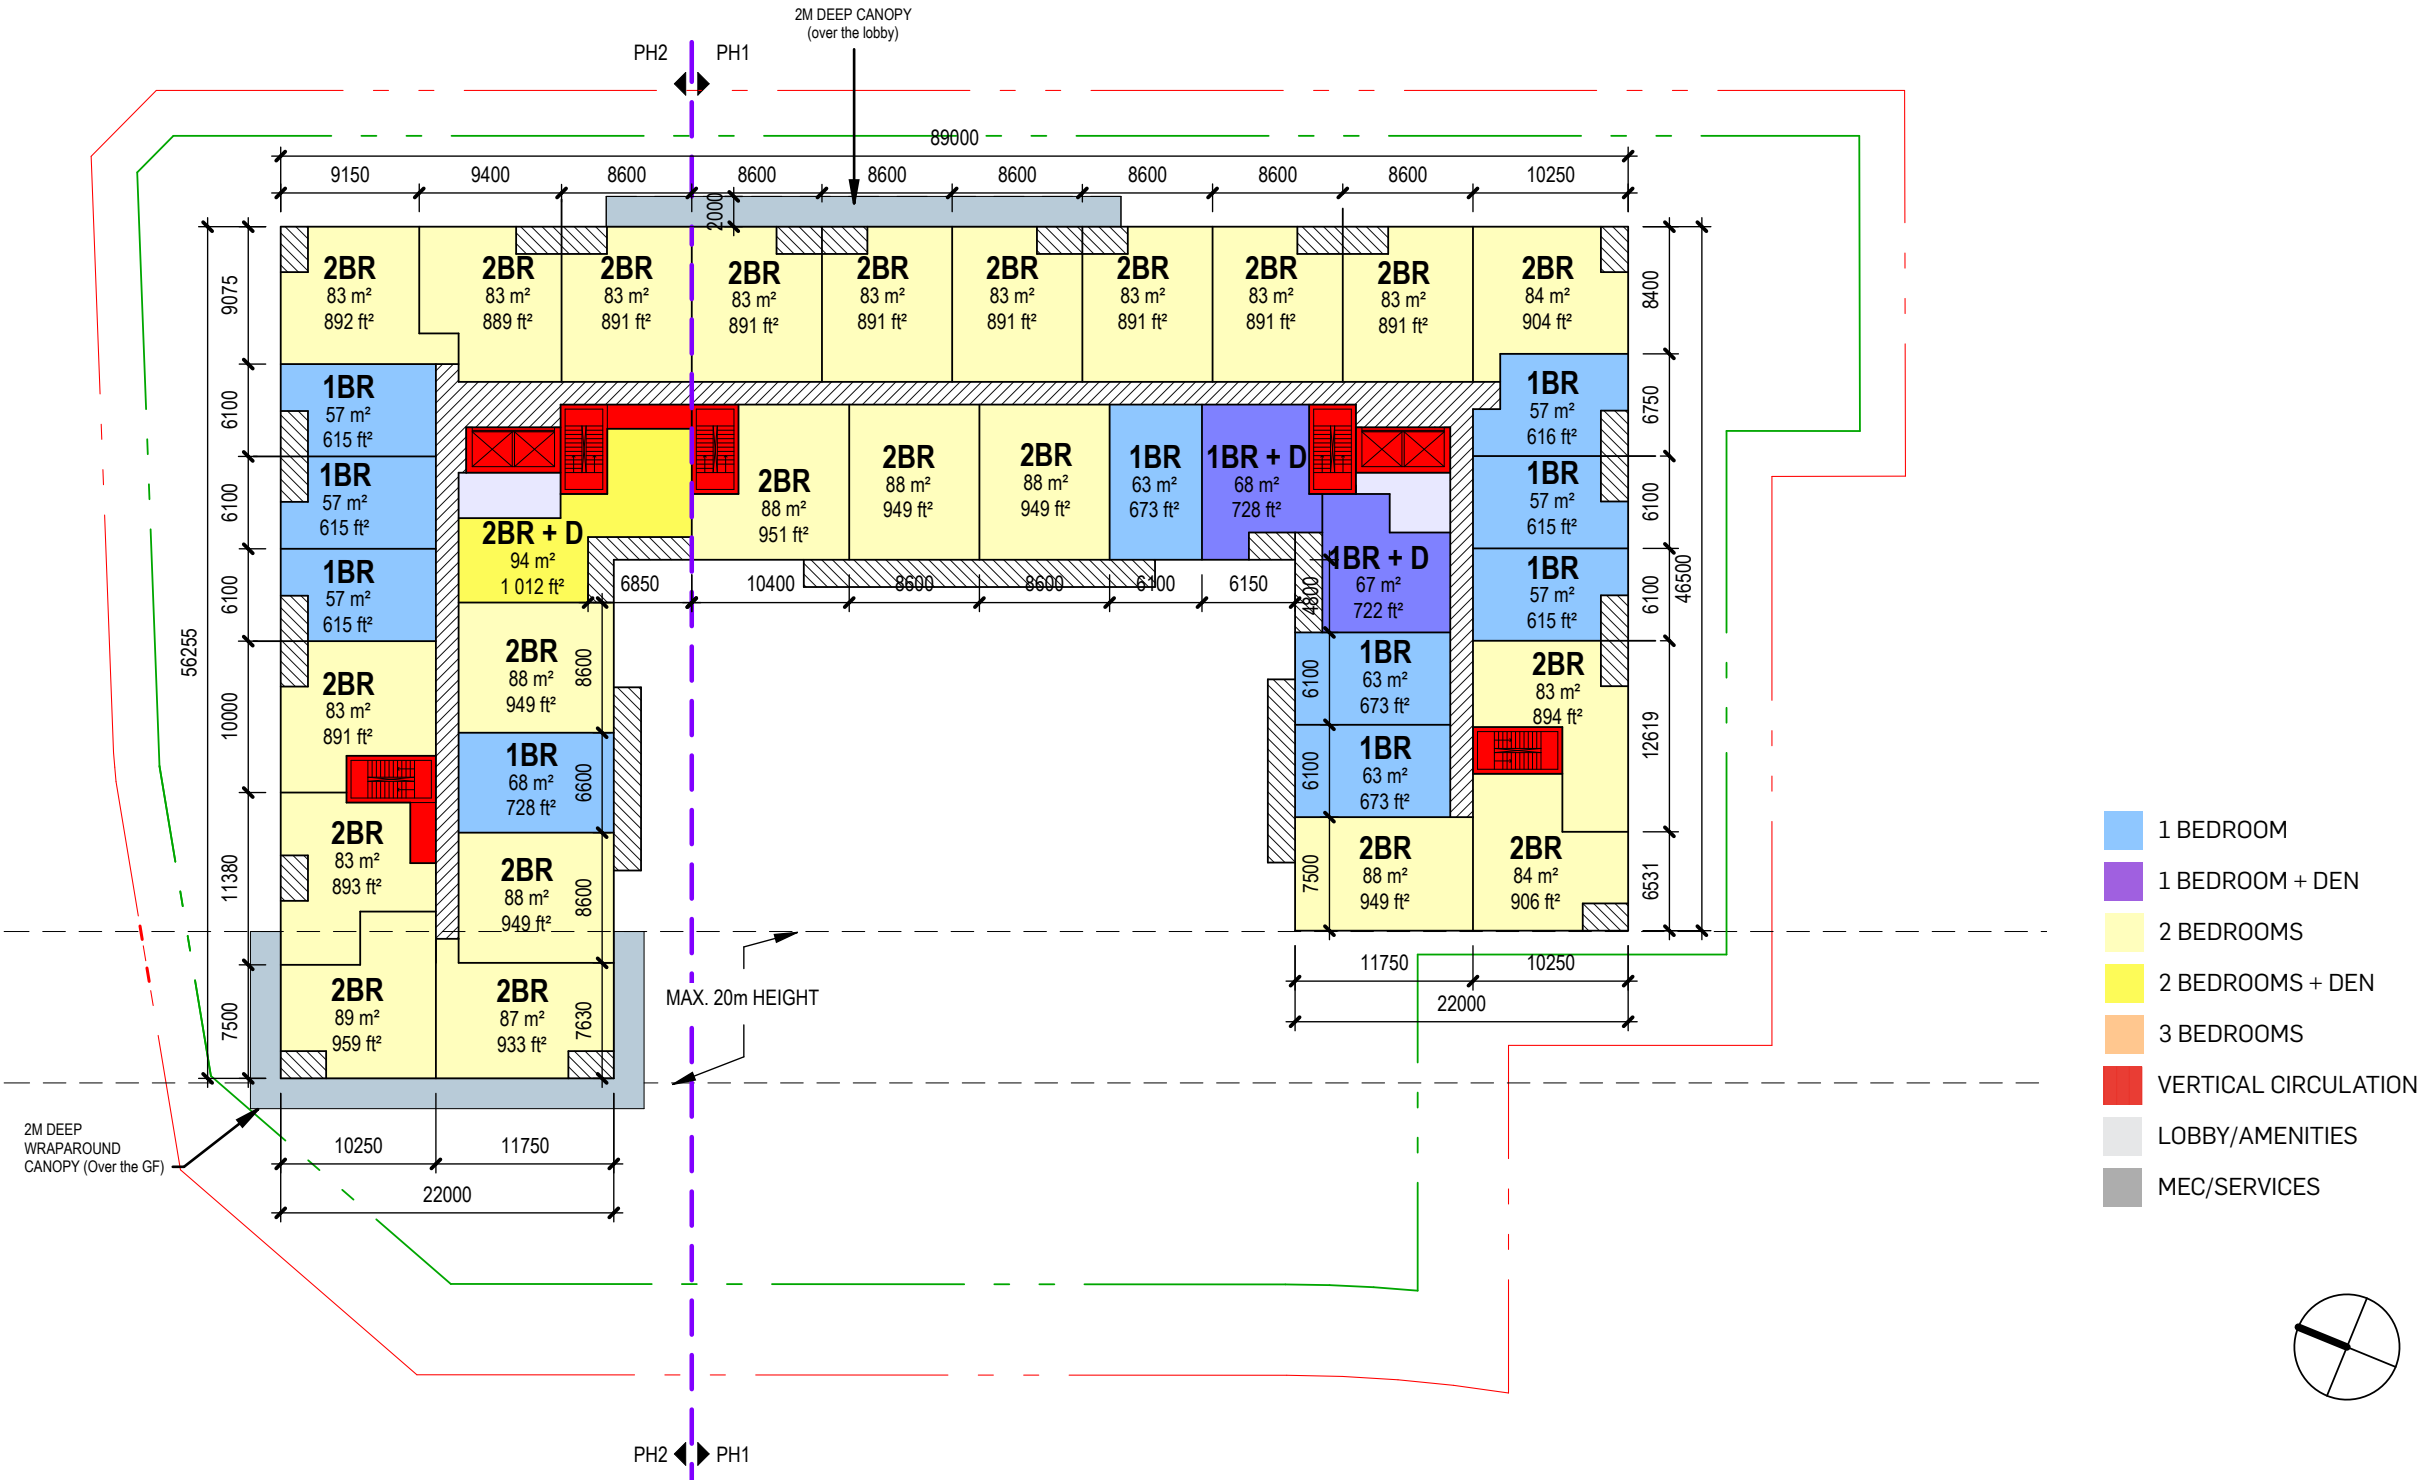 2M DEEP CANOPY
(over the lobby)
PH2
PH1
89000
9150
9400
8600
8600
8600
8600
8600
8600
8600
10250
2000
2BR
83 m²
892 ft²
2BR
83 m²
889 ft²
2BR
83 m²
891 ft²
2BR
83 m²
891 ft²
2BR
83 m²
891 ft²
2BR
83 m²
891 ft²
2BR
83 m²
891 ft²
2BR
83 m²
891 ft²
2BR
83 m²
891 ft²
2BR
84 m²
904 ft²
9075
6100
6100
6100
10000
11380
7500
56255
8400
6750
6100
6100
12619
6531
46500
1BR
57 m²
615 ft²
1BR
57 m²
615 ft²
1BR
57 m²
615 ft²
2BR
83 m²
891 ft²
2BR
83 m²
893 ft²
2BR
89 m²
959 ft²
2BR + D
94 m²
1 012 ft²
2BR
88 m²
949 ft²
1BR
68 m²
728 ft²
2BR
88 m²
949 ft²
2BR
87 m²
933 ft²
8600
6600
8600
7630
2BR
88 m²
951 ft²
2BR
88 m²
949 ft²
2BR
88 m²
949 ft²
1BR
63 m²
673 ft²
1BR + D
68 m²
728 ft²
6850
10400
8600
8600
6100
6150
1BR + D
67 m²
722 ft²
1BR
63 m²
673 ft²
1BR
63 m²
673 ft²
2BR
88 m²
949 ft²
4800
6100
6100
7500
1BR
57 m²
616 ft²
1BR
57 m²
615 ft²
1BR
57 m²
615 ft²
2BR
83 m²
894 ft²
2BR
84 m²
906 ft²
11750
10250
22000
MAX. 20m HEIGHT
2M DEEP
WRAPAROUND
CANOPY (Over the GF)
10250
11750
22000
PH2
PH1
1 BEDROOM
1 BEDROOM + DEN
2 BEDROOMS
2 BEDROOMS + DEN
3 BEDROOMS
VERTICAL CIRCULATION
LOBBY/AMENITIES
MEC/SERVICES